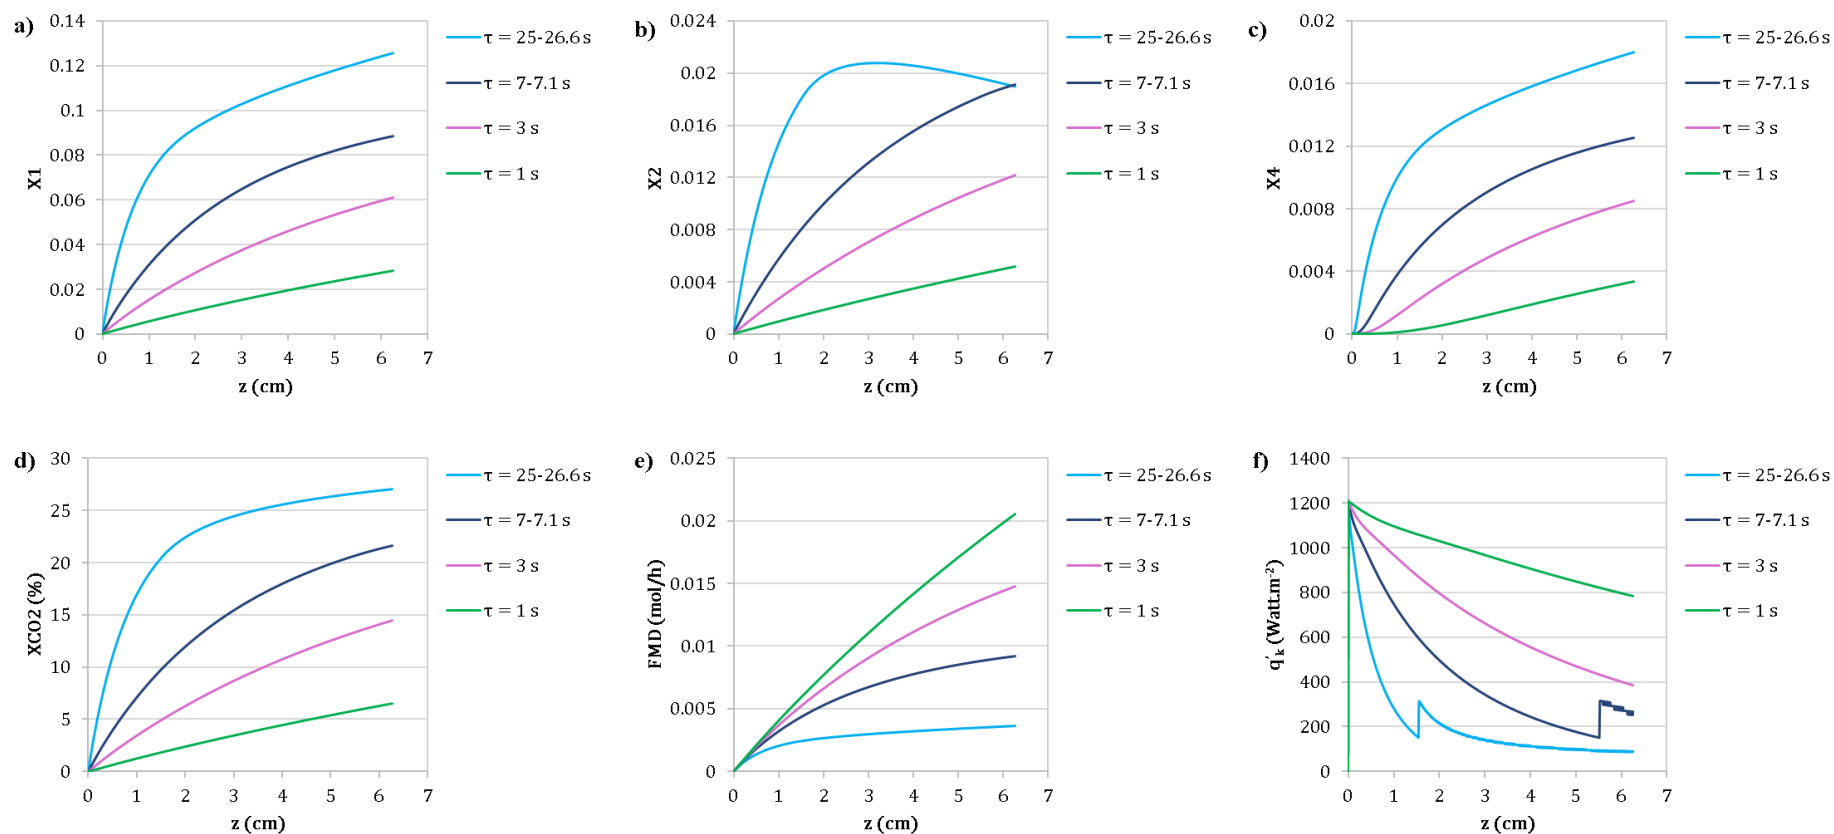 a)
0.14
0.12
0.1
0.08
0.06
0.04
0.02
0
X1
0 1 2 3 4 5 6 7
z (cm)
τ = 25-26.6 s
τ = 7-7.1 s
τ = 3 s
τ = 1 s
b)
0.024
0.02
0.016
0.012
0.008
0.004
0
X2
0 1 2 3 4 5 6 7
z (cm)
τ = 25-26.6 s
τ = 7-7.1 s
τ = 3 s
τ = 1 s
c)
0.02
0.016
0.012
0.008
0.004
0
X4
0 1 2 3 4 5 6 7
z (cm)
τ = 25-26.6 s
τ = 7-7.1 s
τ = 3 s
τ = 1 s
d)
30
25
20
15
10
5
0
XCO2 (%)
0 1 2 3 4 5 6 7
z (cm)
τ = 25-26.6 s
τ = 7-7.1 s
τ = 3 s
τ = 1 s
e)
0.025
0.02
0.015
0.01
0.005
0
FMD (mol/h)
0 1 2 3 4 5 6 7
z (cm)
τ = 25-26.6 s
τ = 7-7.1 s
τ = 3 s
τ = 1 s
f)
1400
1200
1000
800
600
400
200
0
q'k (Watt.m-2)
0 1 2 3 4 5 6 7
z (cm)
τ = 25-26.6 s
τ = 7-7.1 s
τ = 3 s
τ = 1 s